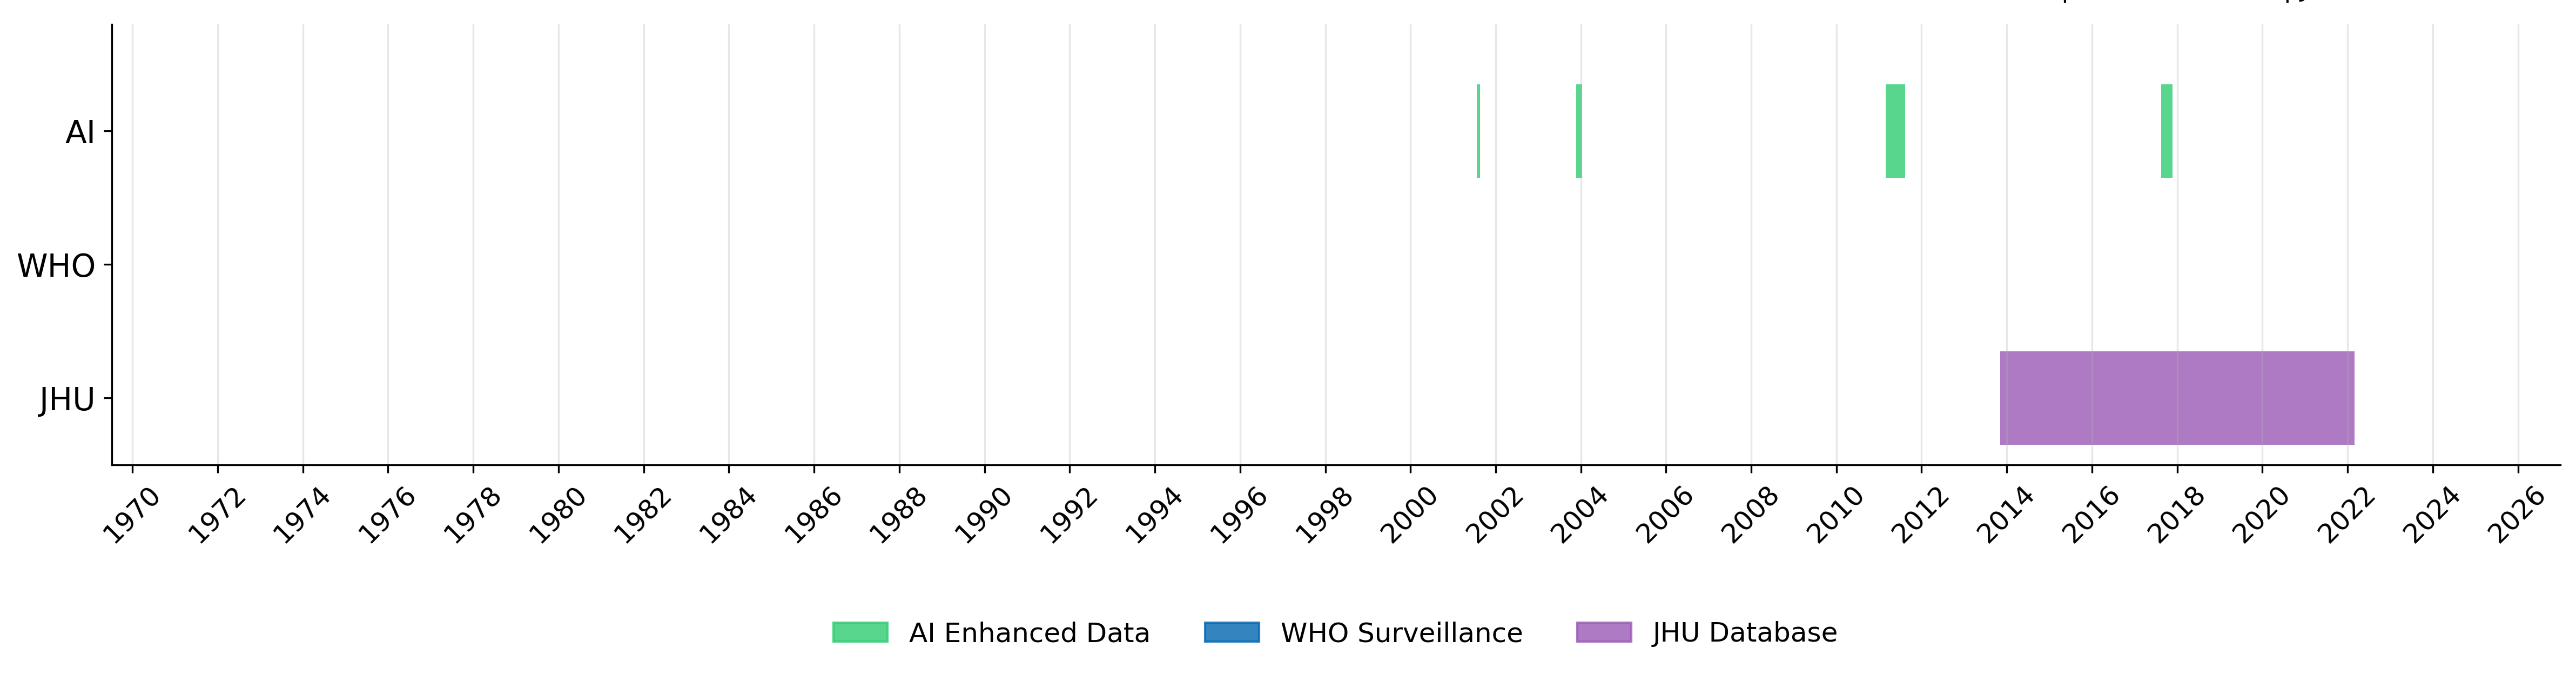 AI
WHO
JHU
1970 1972 1974 1976 1978 1980 1982 1984 1986 1988 1990 1992 1994 1996 1998 2000 2002 2004 2006 2008 2010 2012 2014 2016 2018 2020 2022 2024 2026
AI Enhanced Data WHO Surveillance JHU Database